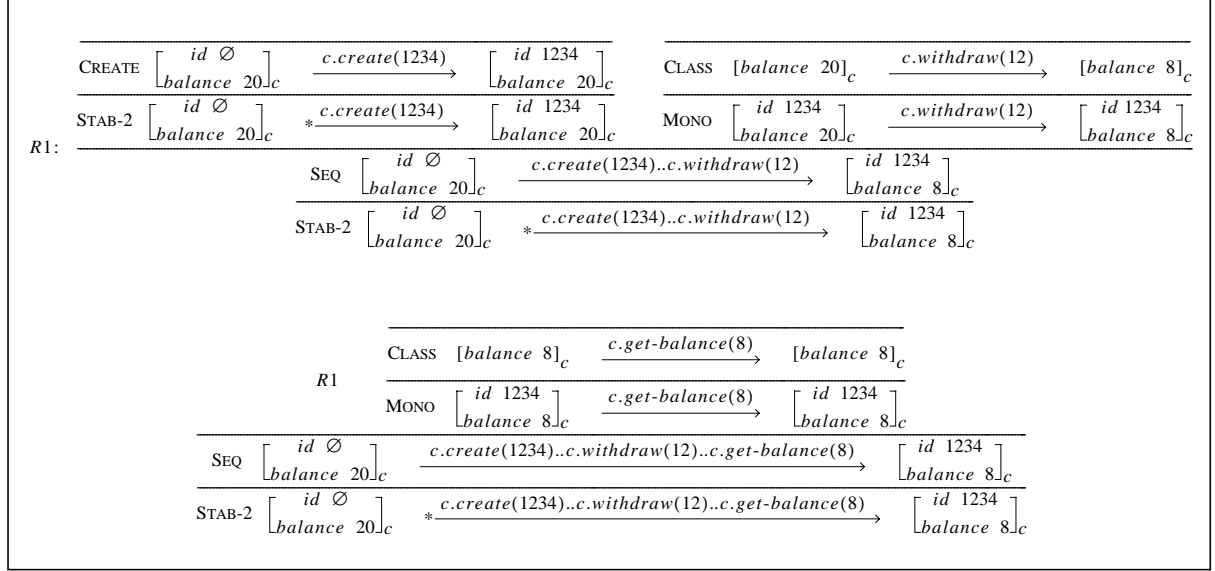 CREATE [id ∅ balance 20]c c.create(1234) → [id 1234 balance 20]c CLASS [balance 20]c c.withdraw(12) → [balance 8]c
STAB-2 [id ∅ balance 20]c *c.create(1234) → [id 1234 balance 20]c MONO [id 1234 balance 20]c c.withdraw(12) → [id 1234 balance 8]c
R1:
SEQ [id ∅ balance 20]c c.create(1234)..c.withdraw(12) → [id 1234 balance 8]c
STAB-2 [id ∅ balance 20]c *c.create(1234)..c.withdraw(12) → [id 1234 balance 8]c
CLASS [balance 8]c c.get-balance(8) → [balance 8]c
R1
MONO [id 1234 balance 8]c c.get-balance(8) → [id 1234 balance 8]c
SEQ [id ∅ balance 20]c c.create(1234)..c.withdraw(12)..c.get-balance(8) → [id 1234 balance 8]c
STAB-2 [id ∅ balance 20]c *c.create(1234)..c.withdraw(12)..c.get-balance(8) → [id 1234 balance 8]c